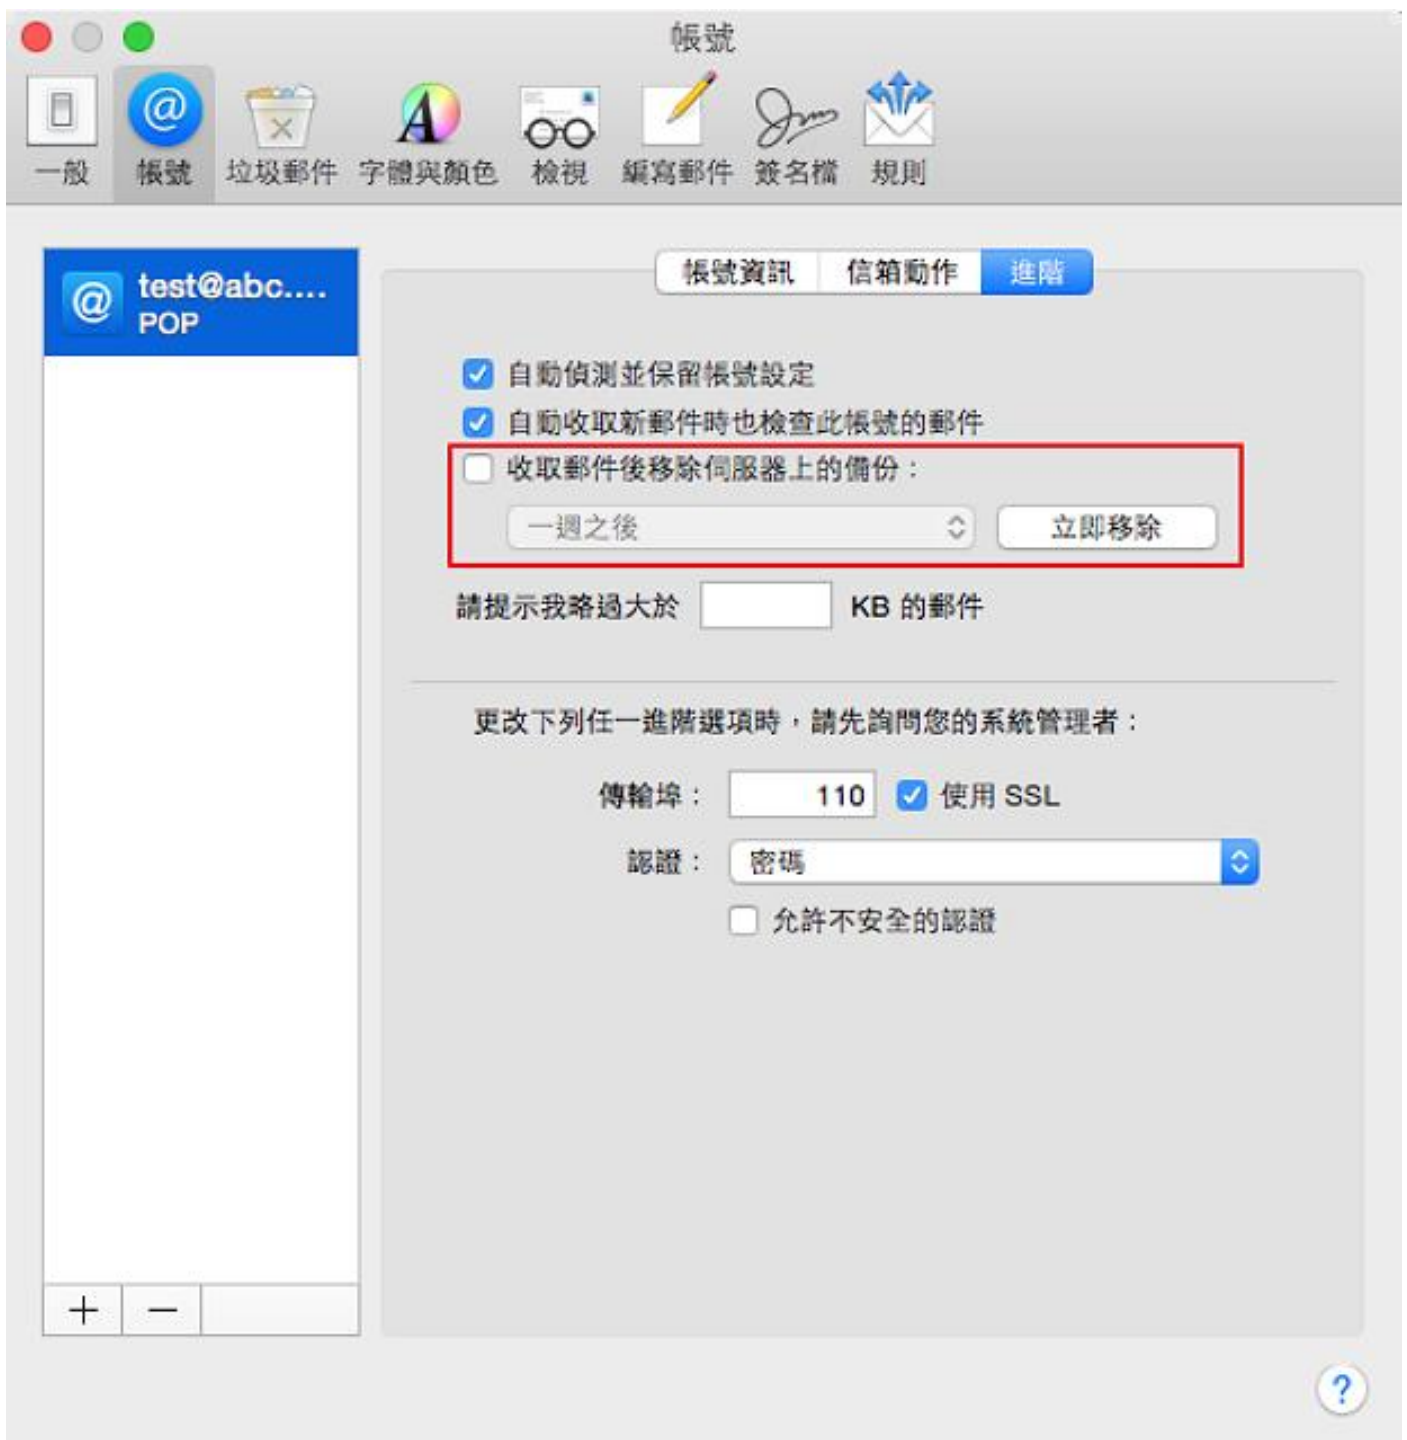 帳號
一般 帳號 垃圾郵件 字體與顏色 檢視 編寫郵件 簽名檔 規則
test@abc....
POP
帳號資訊 信箱動作 進階
自動偵測並保留帳號設定
自動收取新郵件時也檢查此帳號的郵件
收取郵件後移除伺服器上的備份：
一週之後 立即移除
請提示我略過大於 KB 的郵件
更改下列任一進階選項時，請先詢問您的系統管理者：
傳輸埠： 110 使用 SSL
認證： 密碼
允許不安全的認證